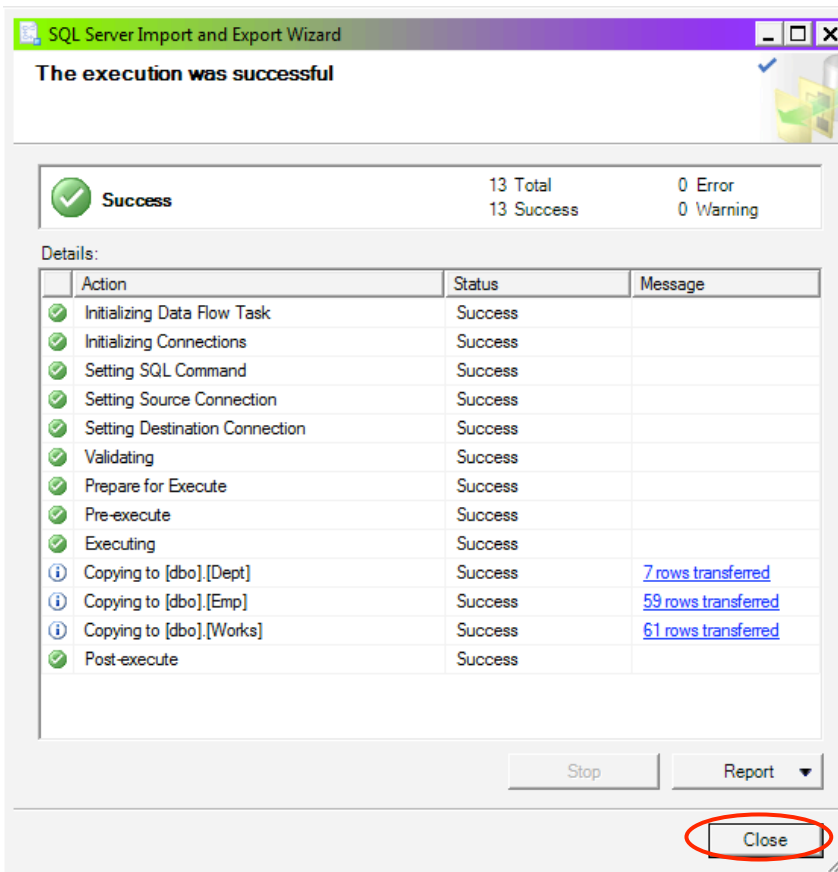 SQL Server Import and Export Wizard
The execution was successful
Success
13 Total 0 Error
13 Success 0 Warning
Details:
Action Status Message
Initializing Data Flow Task Success
Initializing Connections Success
Setting SQL Command Success
Setting Source Connection Success
Setting Destination Connection Success
Validating Success
Prepare for Execute Success
Pre-execute Success
Executing Success
Copying to [dbo].[Dept] Success 7 rows transferred
Copying to [dbo].[Emp] Success 59 rows transferred
Copying to [dbo].[Works] Success 61 rows transferred
Post-execute Success
Stop Report
Close